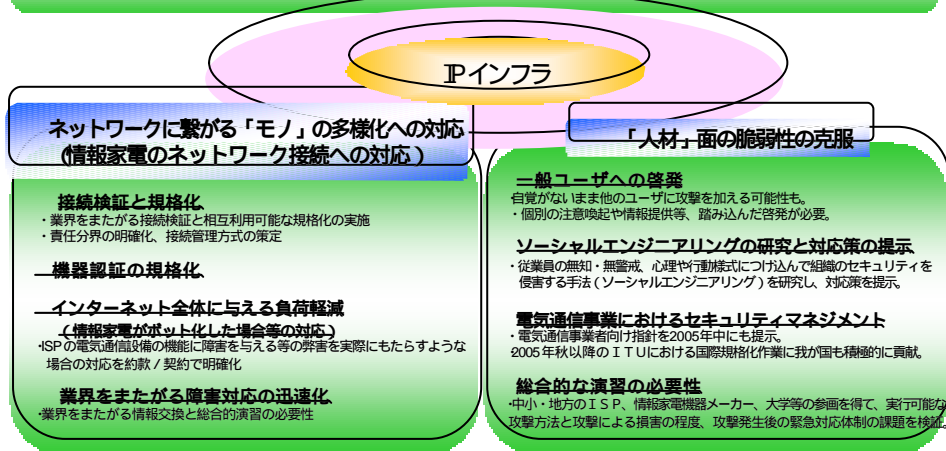 IPインフラ
ネットワークに繋がる「モノ」の多様化への対応
(情報家電のネットワーク接続への対応)
接続検証と規格化
・業界をまたがる接続検証と相互利用可能な規格化の実施
・責任分界の明確化、接続管理方式の策定
機器認証の規格化
インターネット全体に与える負荷軽減
(情報家電がボット化した場合等の対応)
・ISPの電気通信設備の機能に障害を与える等の弊害を実際にもたらすような
場合の対応を約款/契約で明確化
業界をまたがる障害対応の迅速化
・業界をまたがる情報交換と総合的演習の必要性
「人材」面の脆弱性の克服
一般ユーザへの啓発
・自覚がないまま他のユーザに攻撃を加える可能性も。
・個別の注意喚起や情報提供等、踏み込んだ啓発が必要。
ソーシャルエンジニアリングの研究と対応策の提示
・従業員の無知・無警戒、心理や行動様式につけ込んで組織のセキュリティを
侵害する手法(ソーシャルエンジニアリング)を研究し、対応策を提示。
電気通信事業におけるセキュリティマネジメント
・電気通信事業者向け指針を2005年中にも提示。
・2005年秋以降のITUにおける国際規格化作業に我が国も積極的に貢献。
総合的な演習の必要性
・中小・地方のISP、情報家電機器メーカー、大学等の参画を得て、実行可能な
攻撃方法と攻撃による損害の程度、攻撃発生後の緊急対応体制の課題を検証。